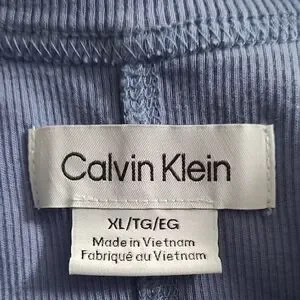 Calvin Klein
XL/TG/EG
Made in Vietnam
Fabriqué au Vietnam